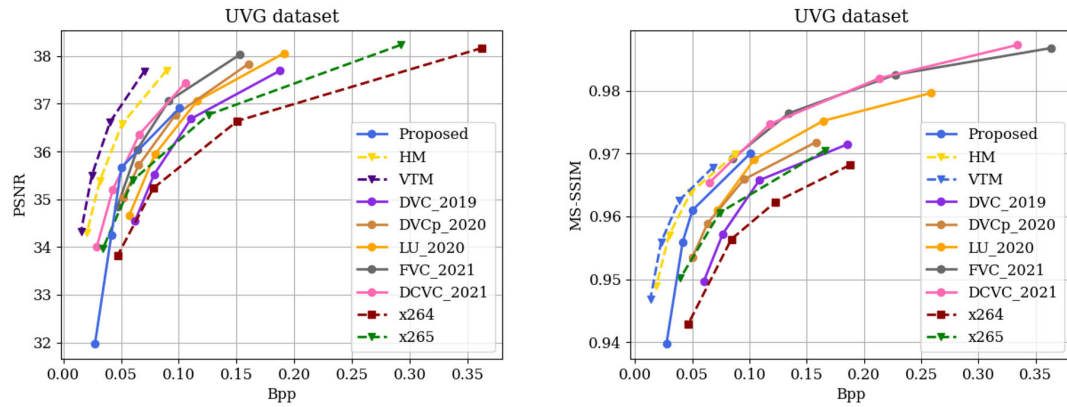 UVG dataset
PSNR
38
37
36
35
34
33
32
0.00 0.05 0.10 0.15 0.20 0.25 0.30 0.35
Bpp
Proposed
HM
VTM
DVC_2019
DVCp_2020
LU_2020
FVC_2021
DCVC_2021
x264
x265
UVG dataset
MS-SSIM
0.98
0.97
0.96
0.95
0.94
0.00 0.05 0.10 0.15 0.20 0.25 0.30 0.35
Bpp
Proposed
HM
VTM
DVC_2019
DVCp_2020
LU_2020
FVC_2021
DCVC_2021
x264
x265